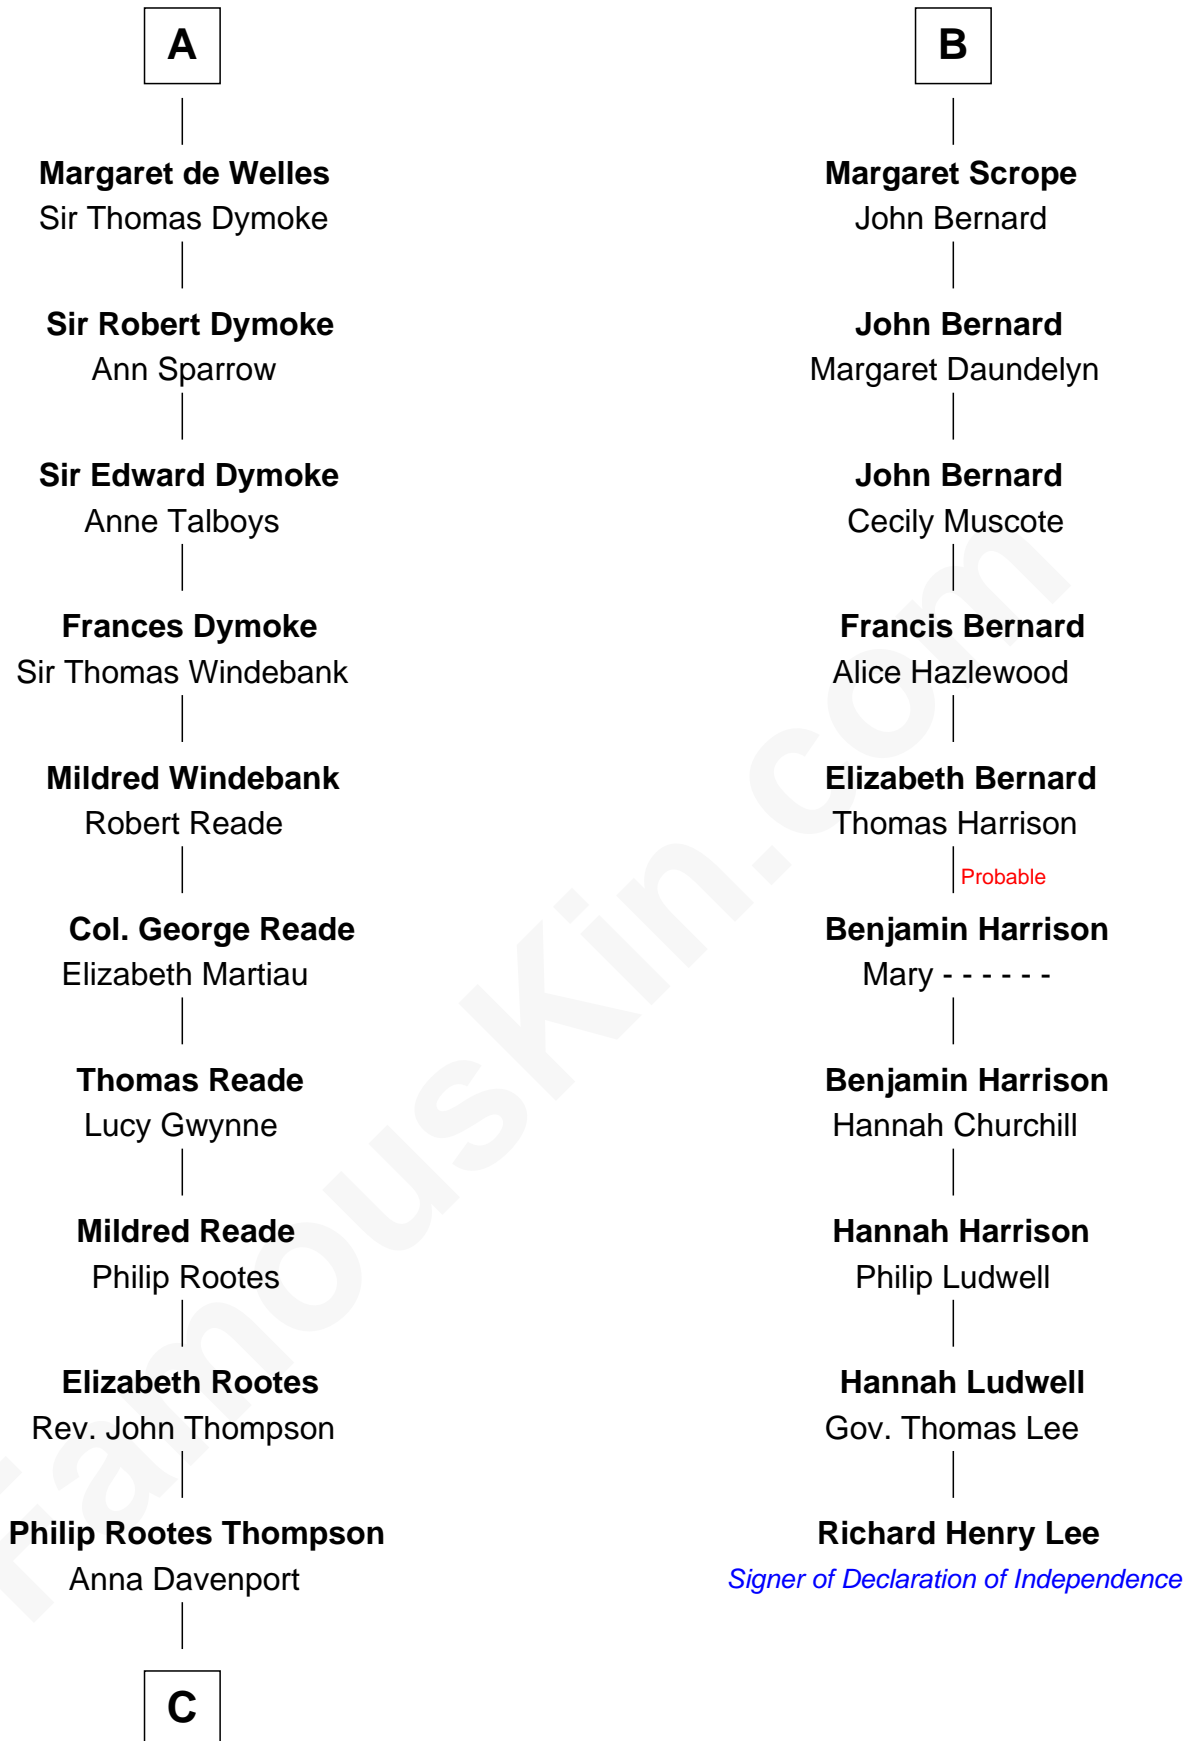 A
Margaret de Welles
Sir Thomas Dymoke
Sir Robert Dymoke
Ann Sparrow
Sir Edward Dymoke
Anne Talboys
Frances Dymoke
Sir Thomas Windebank
Mildred Windebank
Robert Reade
Col. George Reade
Elizabeth Martiau
Thomas Reade
Lucy Gwynne
Mildred Reade
Philip Rootes
Elizabeth Rootes
Rev. John Thompson
Philip Rootes Thompson
Anna Davenport
C
B
Margaret Scrope
John Bernard
John Bernard
Margaret Daundelyn
John Bernard
Cecily Muscote
Francis Bernard
Alice Hazlewood
Elizabeth Bernard
Thomas Harrison
Probable
Benjamin Harrison
Mary - - - - - -
Benjamin Harrison
Hannah Churchill
Hannah Harrison
Philip Ludwell
Hannah Ludwell
Gov. Thomas Lee
Richard Henry Lee
Signer of Declaration of Independence
FamousKin.com